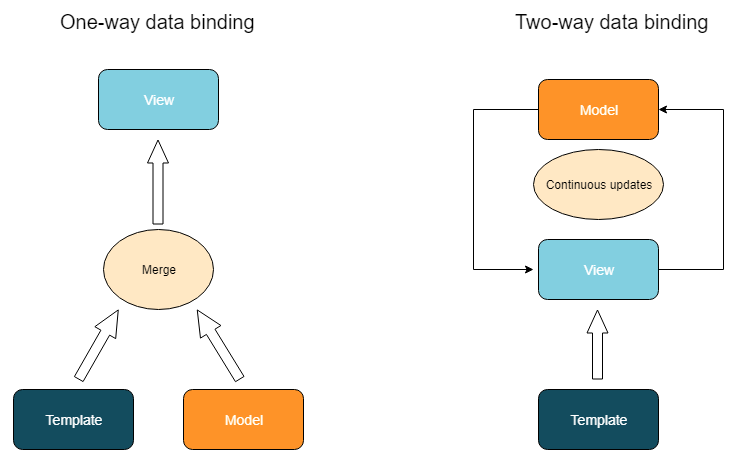 One-way data binding
View
Merge
Template
Model
Two-way data binding
Model
Continuous updates
View
Template